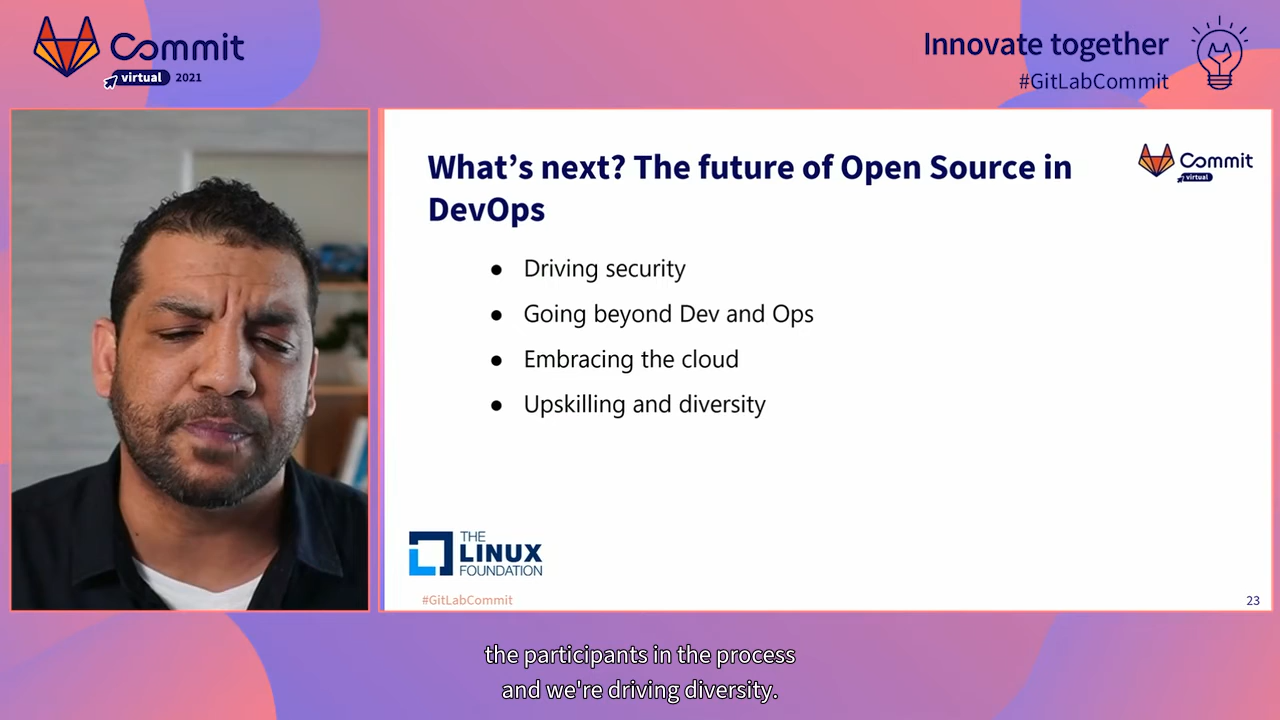 Commit
virtual 2021
Innovate together
#GitLabCommit
What’s next? The future of Open Source in
DevOps
Commit
virtual
● Driving security
● Going beyond Dev and Ops
● Embracing the cloud
● Upskilling and diversity
THE
LINUX
FOUNDATION
#GitLabCommit
23
the participants in the process
and we're driving diversity.